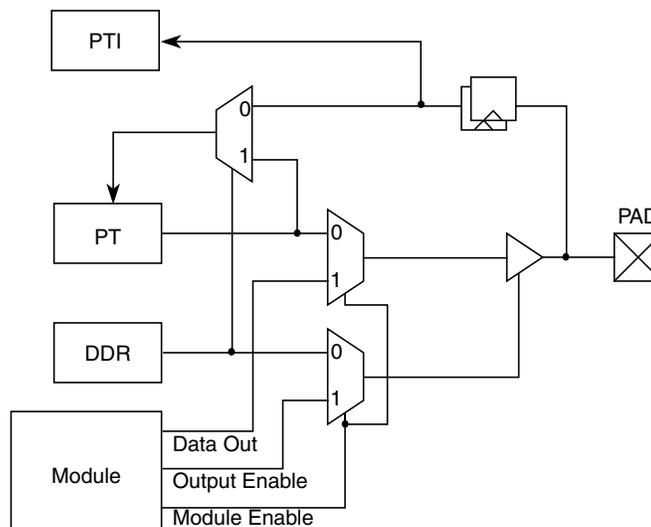 PTI
0
1
PT
PAD
0
1
DDR
0
1
Module
Data Out
Output Enable
Module Enable